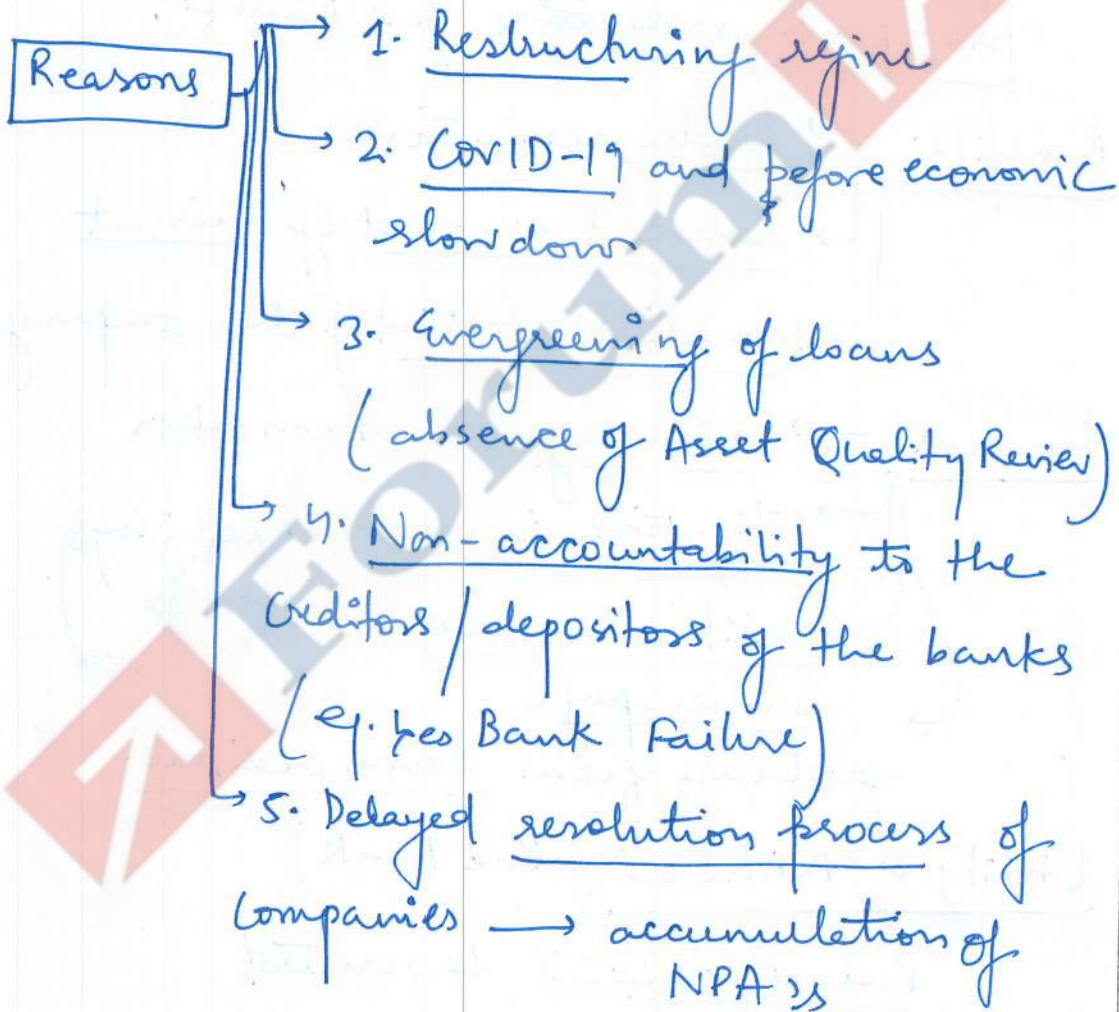 Reasons
1. Restructuring regime
2. COVID-19 and before economic
slowdown
3. Evergreening of loans
(absence of Asset Quality Review)
4. Non-accountability to the
Creditors / depositors of the banks
(eg. Yes Bank Failure)
5. Delayed resolution process of
Companies → accumulation of
NPAs
Forum